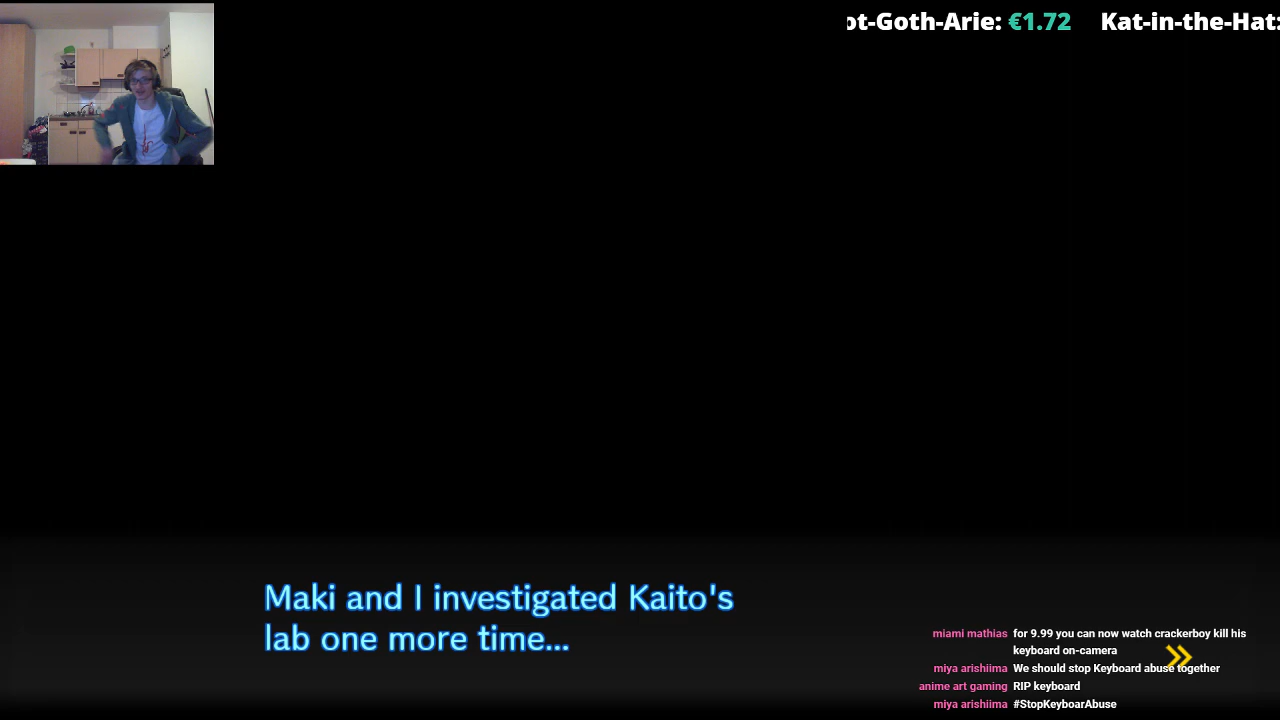 ot-Goth-Arie: €1.72 Kat-in-the-Hat:
Maki and I investigated Kaito's
lab one more time...
miami mathias for 9.99 you can now watch crackerboy kill his
keyboard on-camera
miya arishiima We should stop Keyboard abuse together
anime art gaming RIP keyboard
miya arishiima #StopKeyboarAbuse